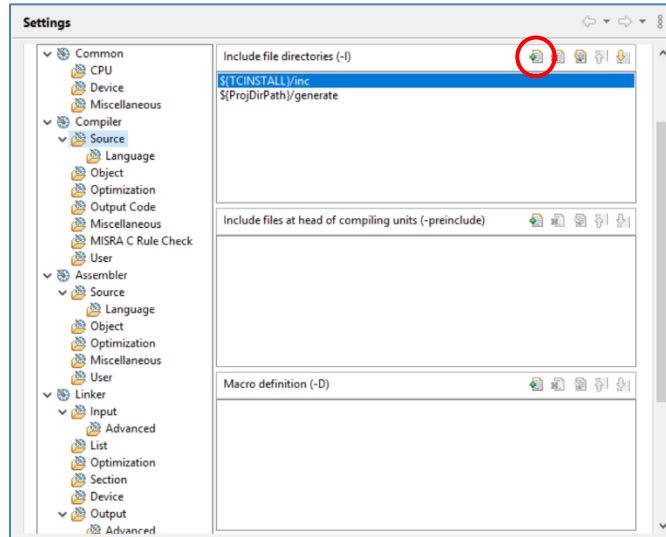 Settings
Common
CPU
Device
Miscellaneous
Compiler
Source
Language
Object
Optimization
Output Code
Miscellaneous
MISRA C Rule Check
User
Assembler
Source
Language
Object
Optimization
Miscellaneous
User
Linker
Input
Advanced
List
Optimization
Section
Device
Output
Advanced
Include file directories (-I)
${TCINSTALL}/inc
${ProjDirPath}/generate
Include files at head of compiling units (-preinclude)
Macro definition (-D)